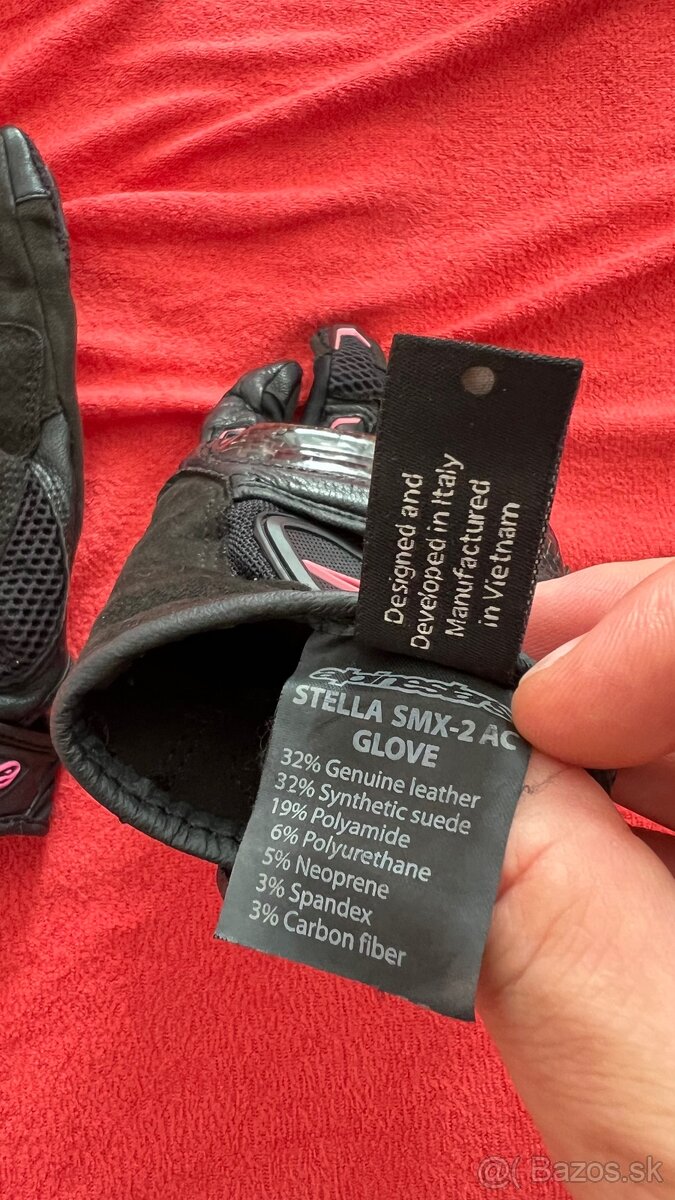 Designed and
Developed in Italy
Manufactured
in Vietnam
alpinestars
STELLA SMX-2 AC
GLOVE
32% Genuine leather
32% Synthetic suede
19% Polyamide
6% Polyurethane
5% Neoprene
3% Spandex
3% Carbon fiber
@( Bazos.sk